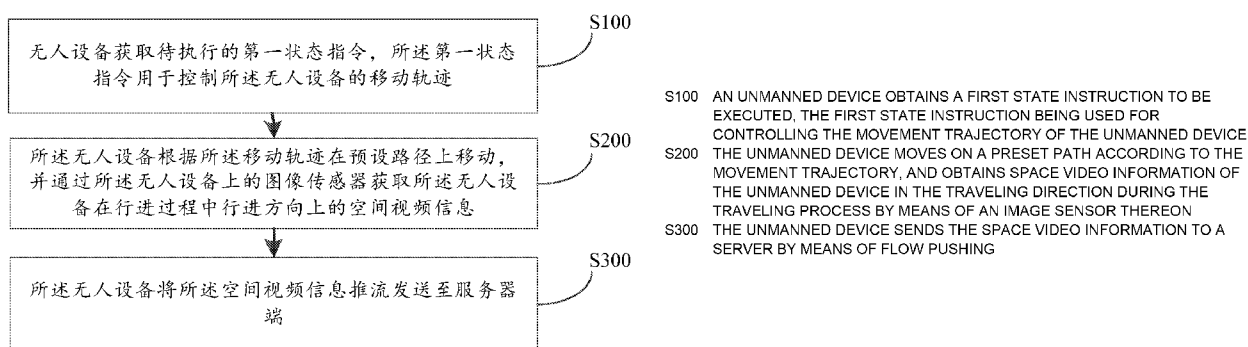 S100
无人设备获取待执行的第一状态指令，所述第一状态
指令用于控制所述无人设备的移动轨迹
S200
所述无人设备根据所述移动轨迹在预设路径上移动，
并通过所述无人设备上的图像传感器获取所述无人设
备在行进过程中行进方向上的空间视频信息
S300
所述无人设备将所述空间视频信息推流发送至服务器
端
S100 AN UNMANNED DEVICE OBTAINS A FIRST STATE INSTRUCTION TO BE
EXECUTED, THE FIRST STATE INSTRUCTION BEING USED FOR
CONTROLLING THE MOVEMENT TRAJECTORY OF THE UNMANNED DEVICE
S200 THE UNMANNED DEVICE MOVES ON A PRESET PATH ACCORDING TO THE
MOVEMENT TRAJECTORY, AND OBTAINS SPACE VIDEO INFORMATION OF
THE UNMANNED DEVICE IN THE TRAVELING DIRECTION DURING THE
TRAVELING PROCESS BY MEANS OF AN IMAGE SENSOR THEREON
S300 THE UNMANNED DEVICE SENDS THE SPACE VIDEO INFORMATION TO A
SERVER BY MEANS OF FLOW PUSHING